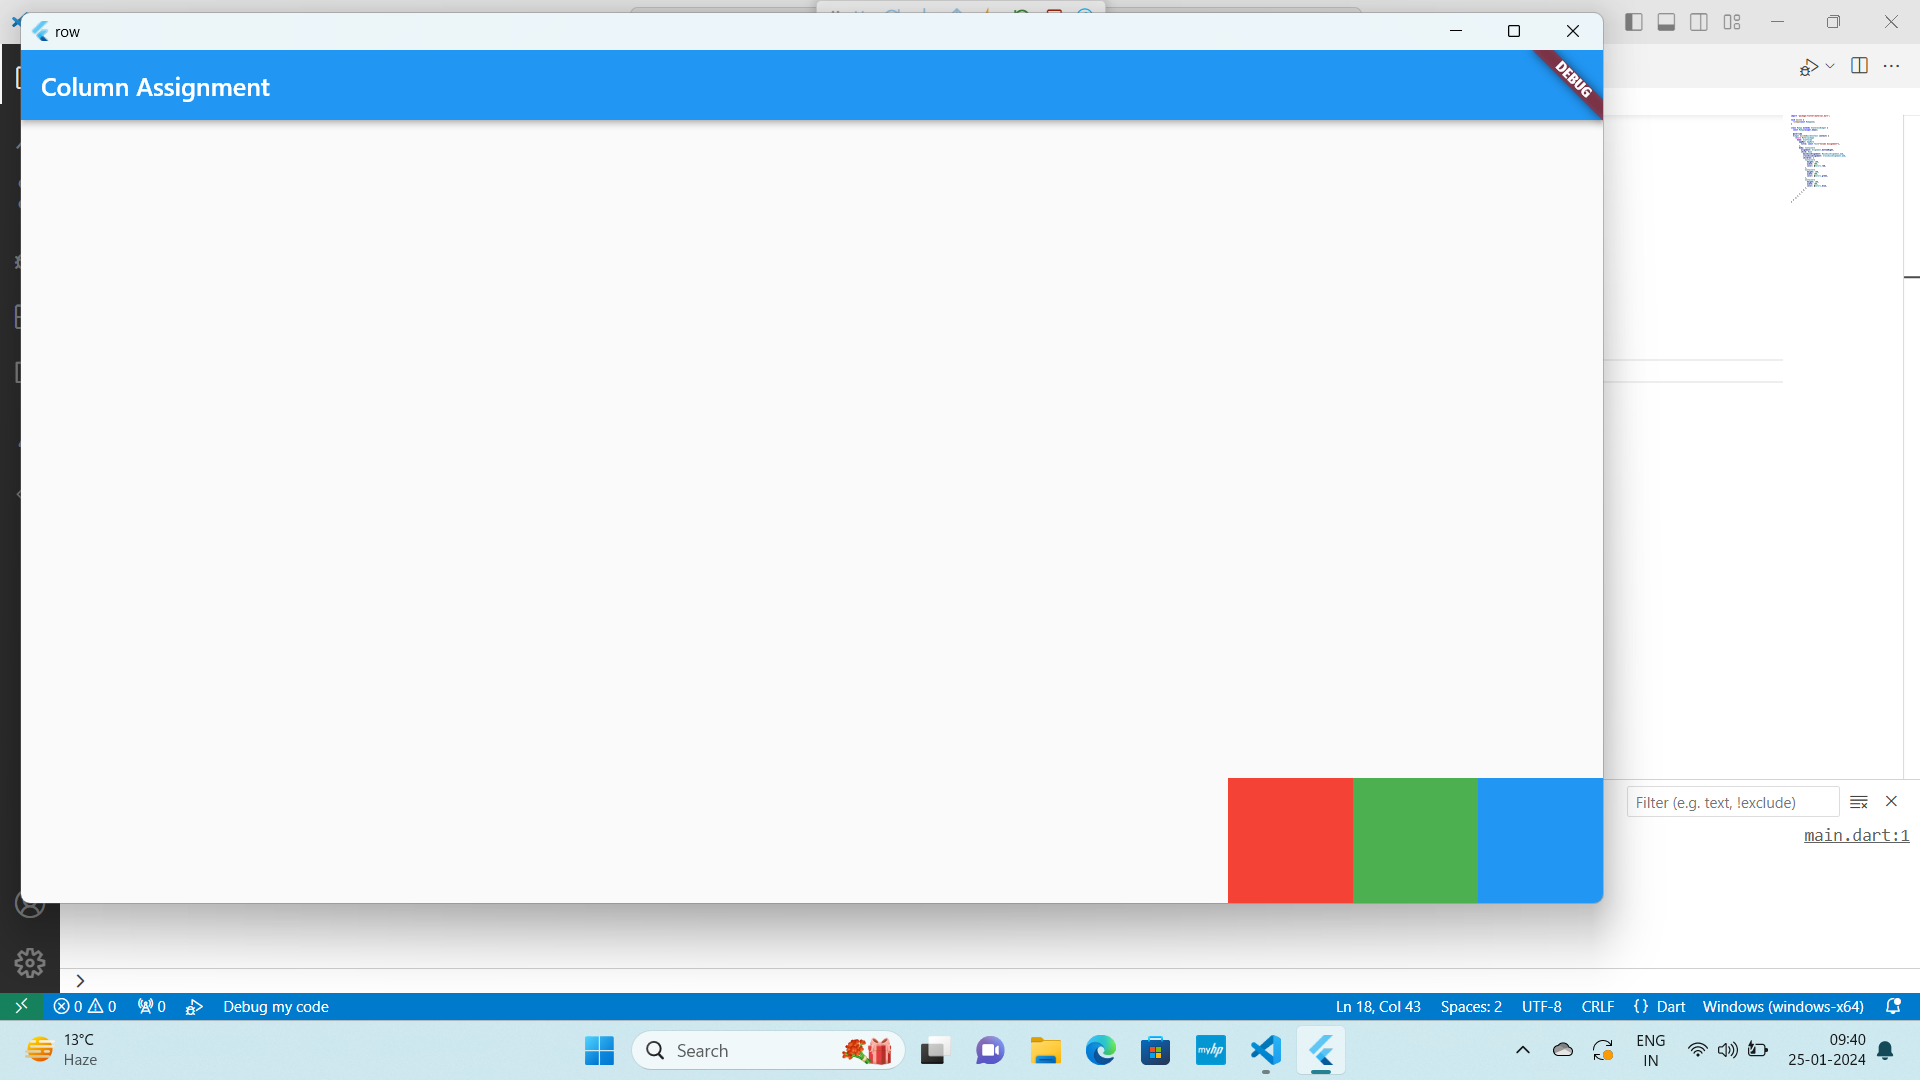 row
Column Assignment
DEBUG
Filter (e.g. text, !exclude)
main.dart:1
0 0 0 Debug my code
Ln 18, Col 43 Spaces: 2 UTF-8 CRLF {} Dart Windows (windows-x64)
13°C
Haze
Search
myhp
ENG
IN
09:40
25-01-2024